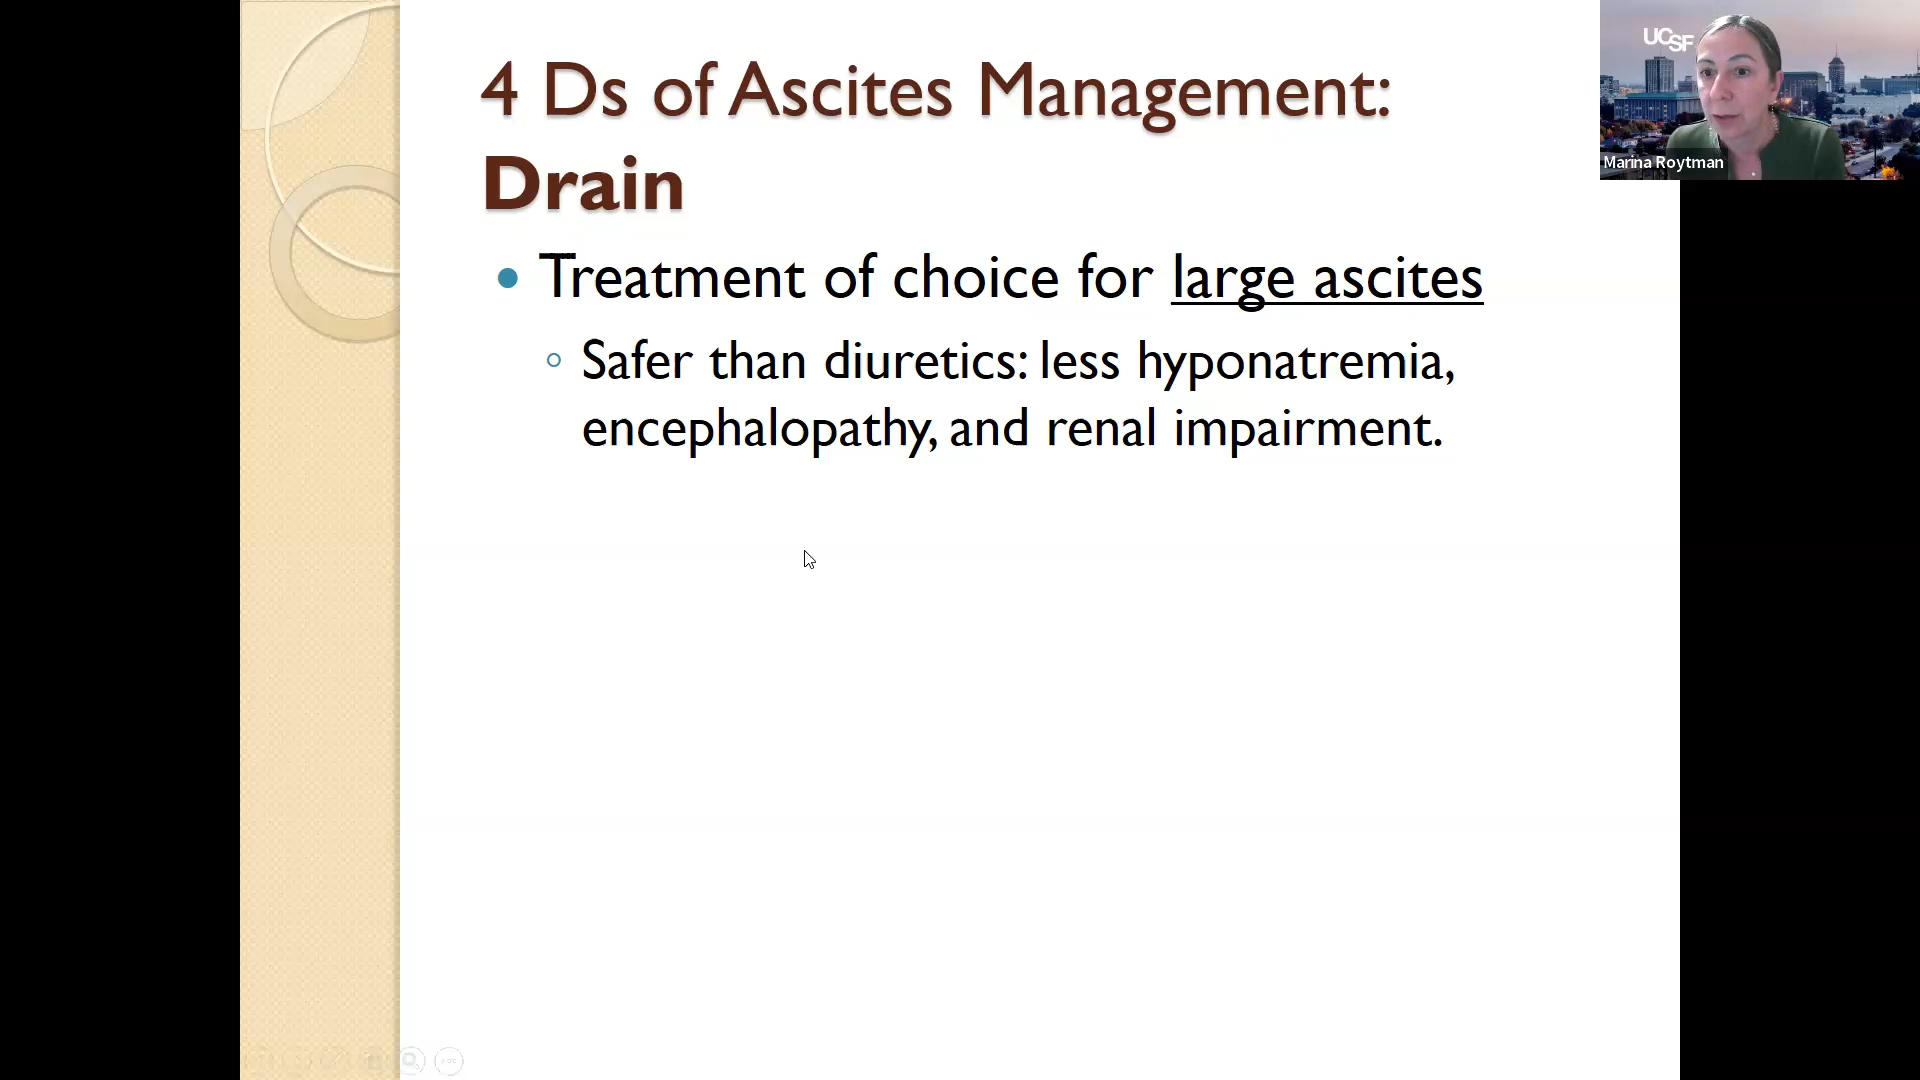 4 Ds of Ascites Management:
Drain
Treatment of choice for large ascites
Safer than diuretics: less hyponatremia,
encephalopathy, and renal impairment.
UCSF
Marina Roytman